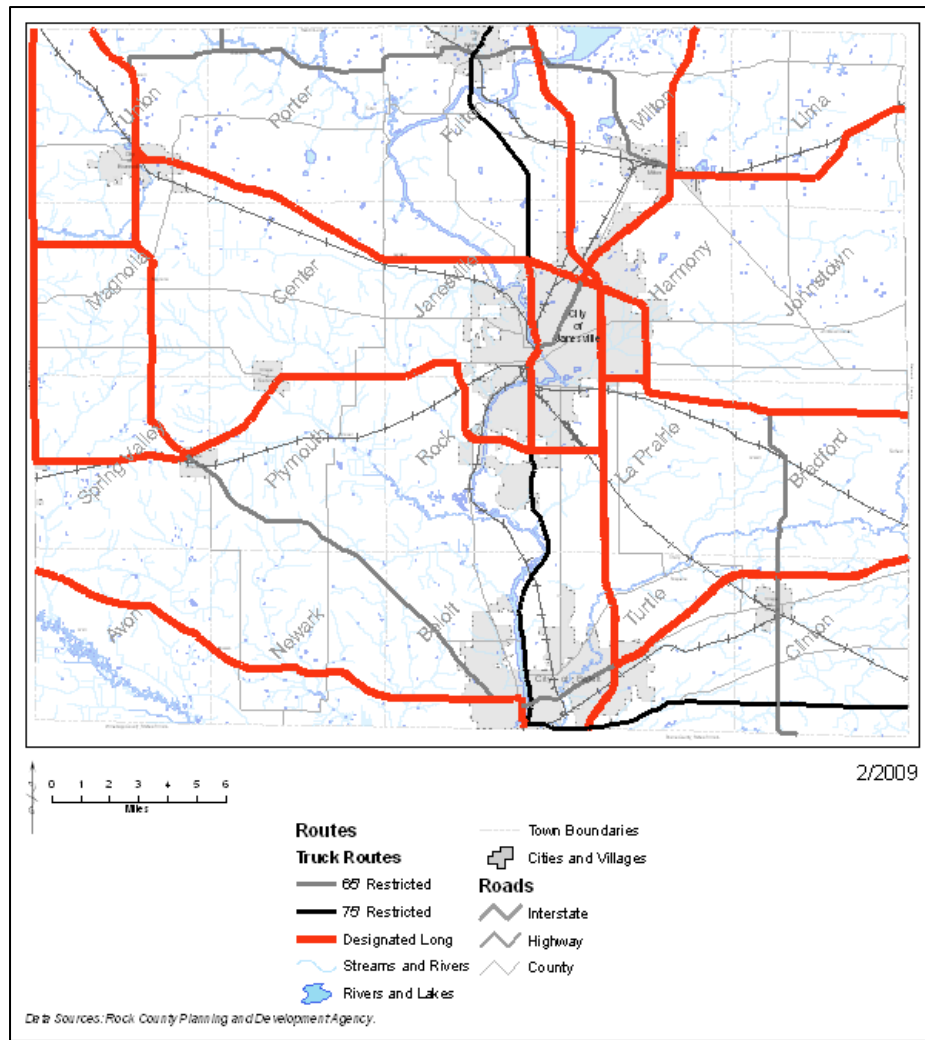 Union
Porter
Fulton
Milton
Lima
Magnolia
Center
Janesville
Harmony
Johnstown
City
of
Janesville
Spring Valley
Plymouth
Rock
La Prairie
Bradford
Avon
Newark
Beloit
Turtle
Clinton
2/2009
0 1 2 3 4 5 6
Miles
Routes
Truck Routes
65' Restricted
75' Restricted
Designated Long
Streams and Rivers
Rivers and Lakes
Town Boundaries
Cities and Villages
Roads
Interstate
Highway
County
Data Sources: Rock County Planning and Development Agency.